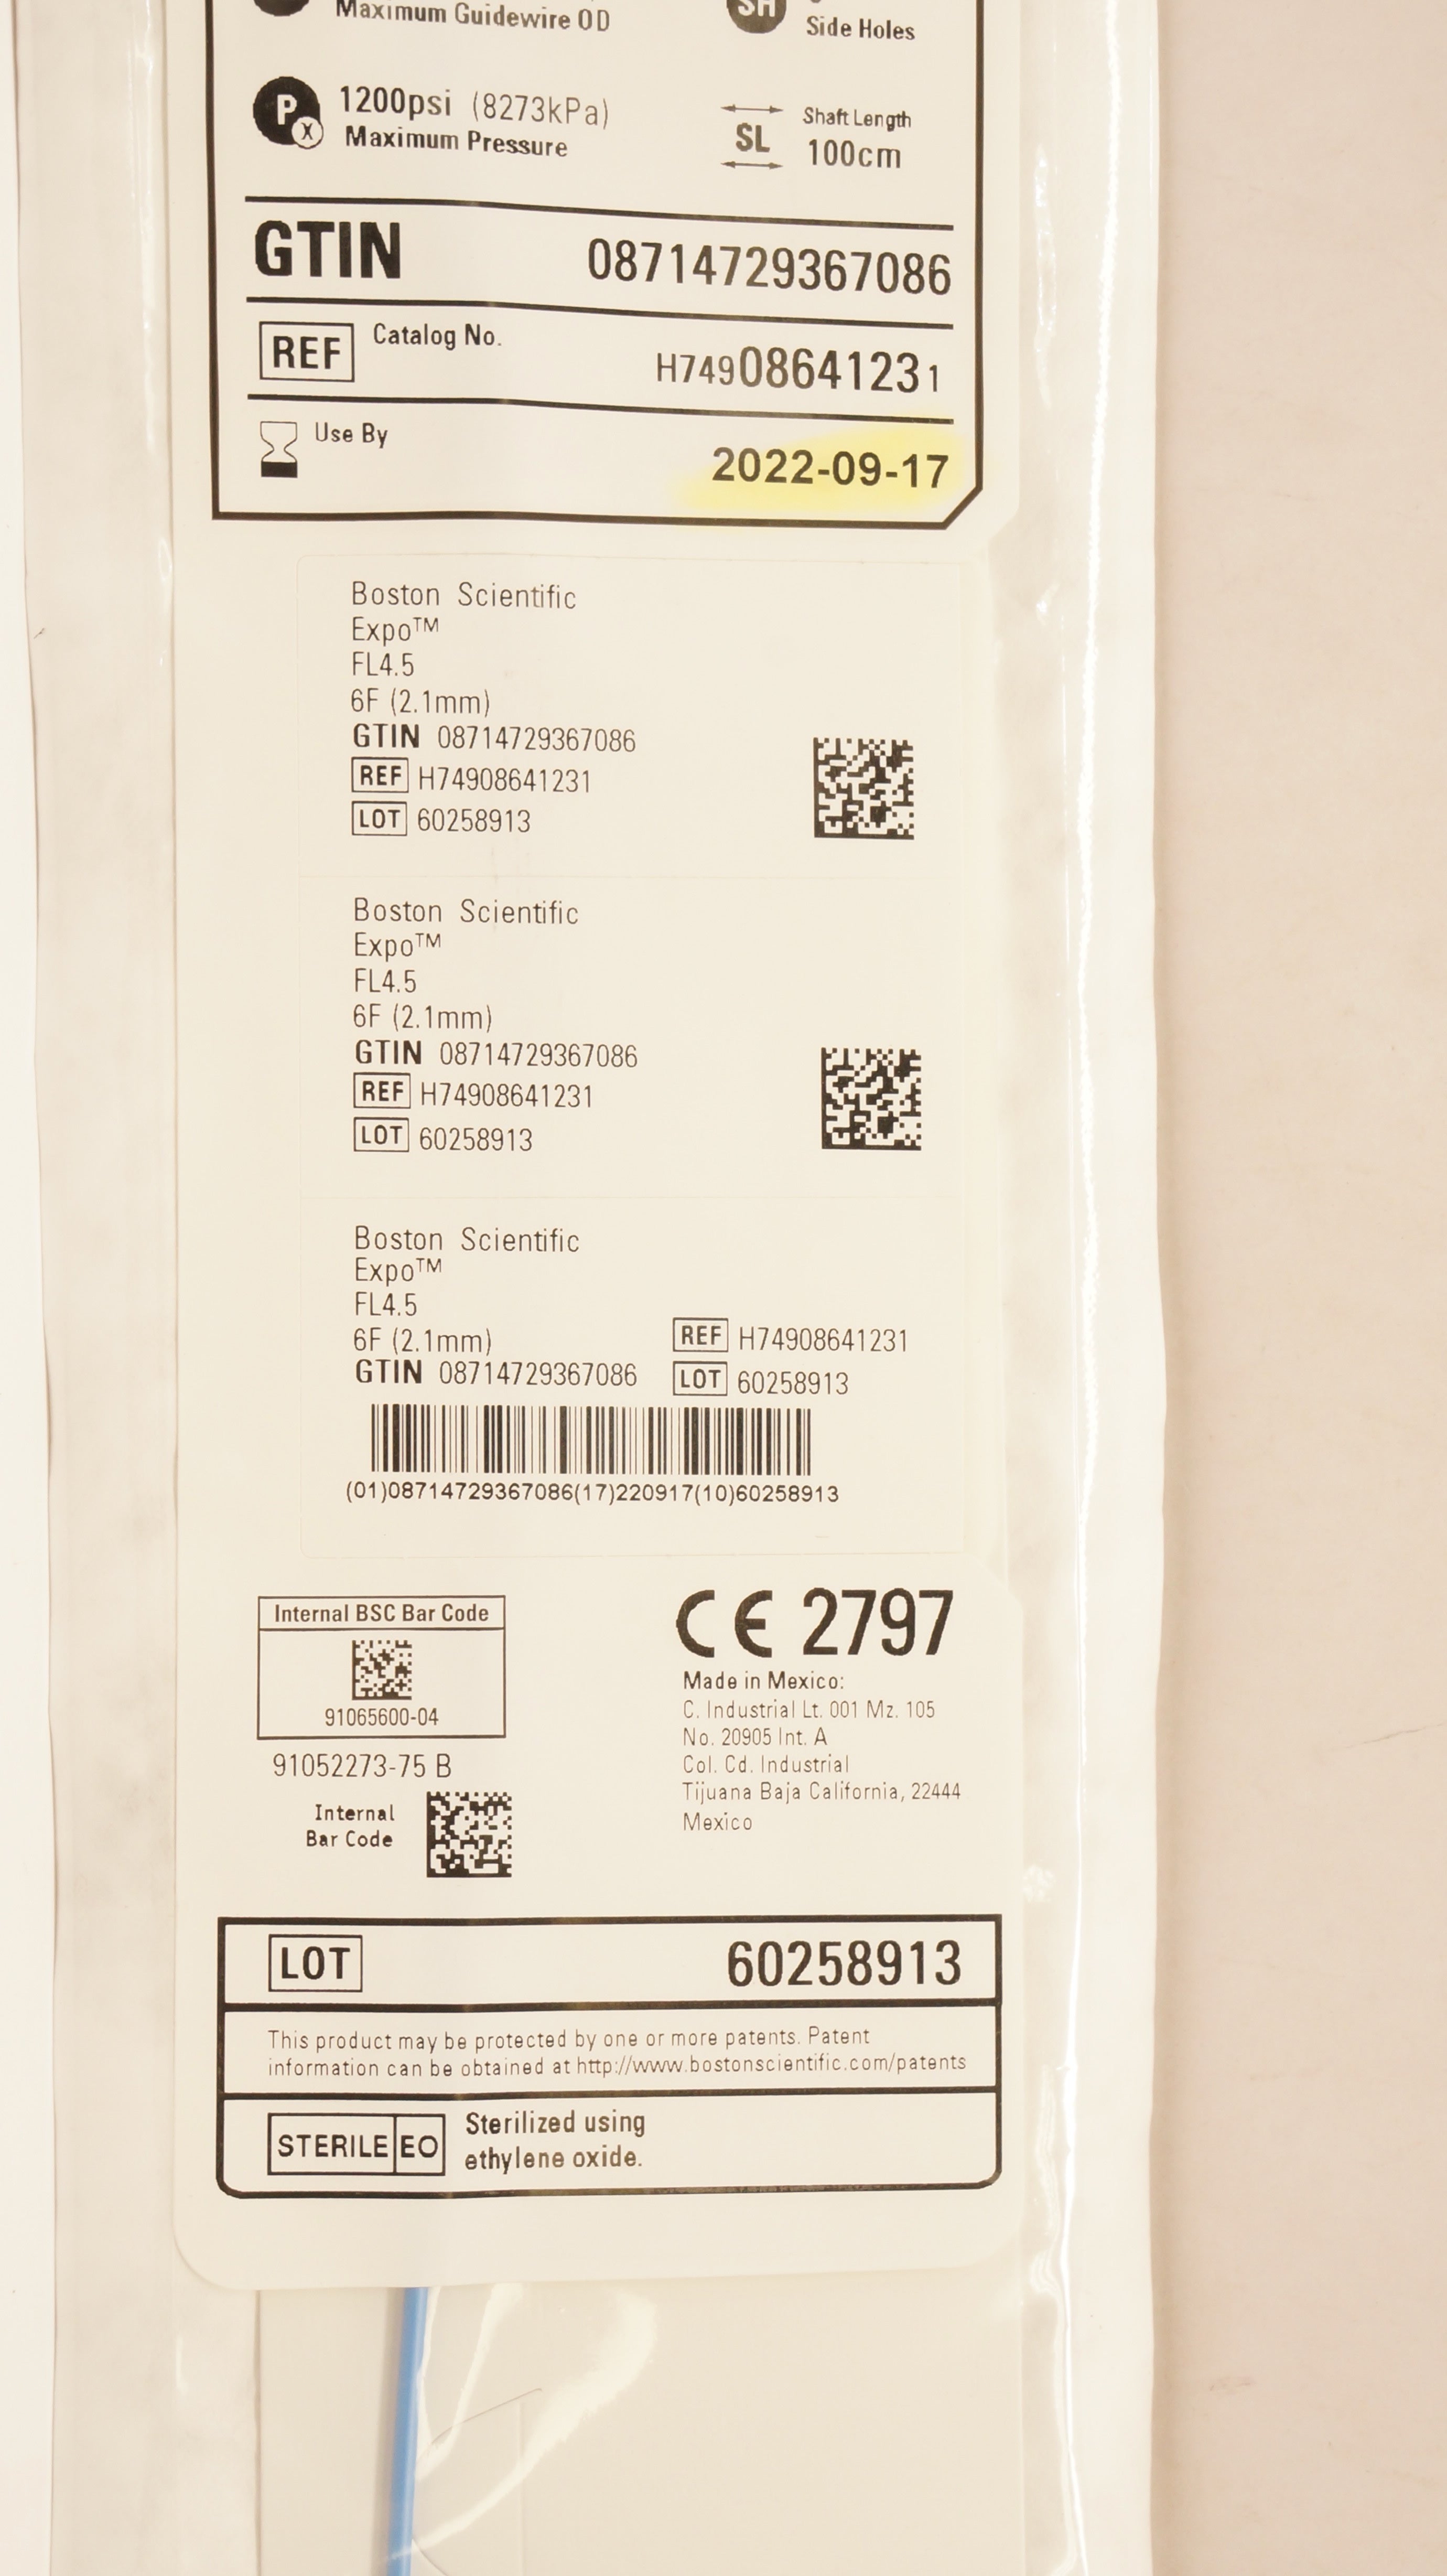 Maximum Guidewire OD
SH
Side Holes
P X
1200psi (8273kPa)
Maximum Pressure
SL
Shaft Length
100cm
GTIN 08714729367086
REF Catalog No. H74908641231
Use By 2022-09-17
Boston Scientific
Expo™
FL4.5
6F (2.1mm)
GTIN 08714729367086
REF H74908641231
LOT 60258913
Boston Scientific
Expo™
FL4.5
6F (2.1mm)
GTIN 08714729367086
REF H74908641231
LOT 60258913
Boston Scientific
Expo™
FL4.5
6F (2.1mm) REF H74908641231
GTIN 08714729367086 LOT 60258913
(01)08714729367086(17)220917(10)60258913
Internal BSC Bar Code
91065600-04
91052273-75 B
Internal
Bar Code
CE 2797
Made in Mexico:
C. Industrial Lt. 001 Mz. 105
No. 20905 Int. A
Col. Cd. Industrial
Tijuana Baja California, 22444
Mexico
LOT 60258913
This product may be protected by one or more patents. Patent
information can be obtained at http://www.bostonscientific.com/patents
STERILE EO Sterilized using
ethylene oxide.